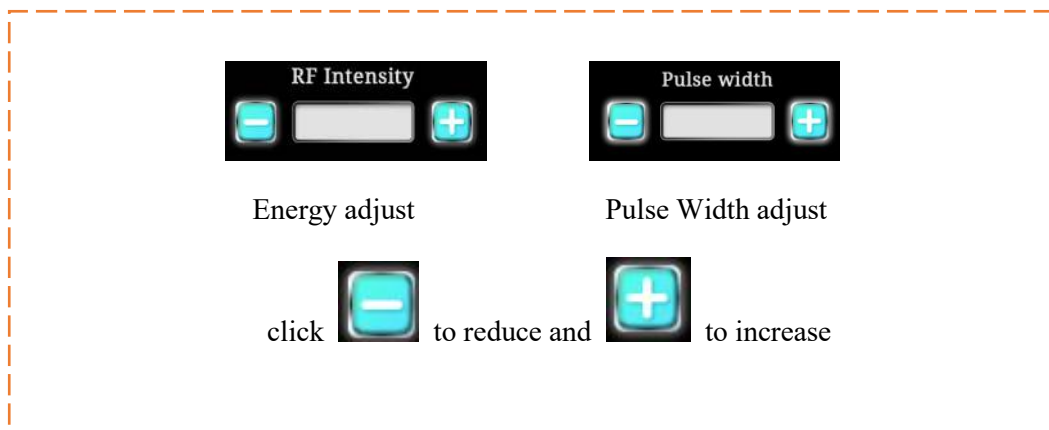 RF Intensity
Pulse width
Energy adjust
Pulse Width adjust
click to reduce and to increase